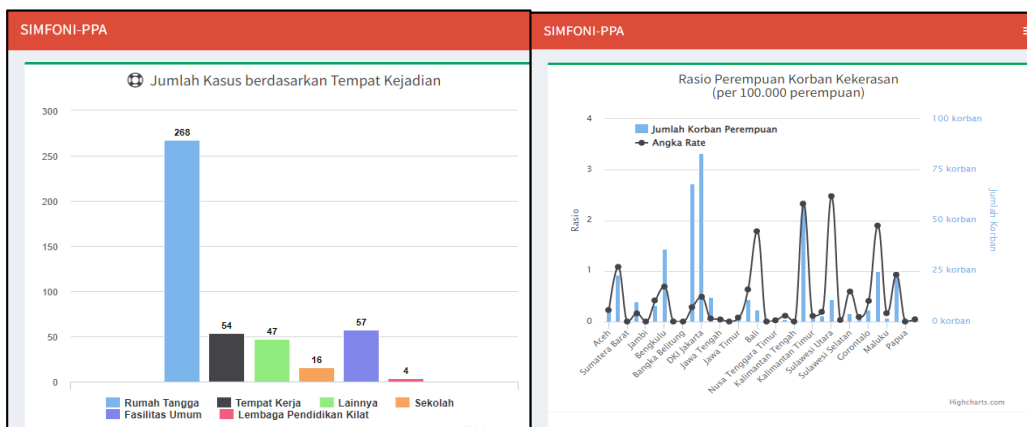 SIMFONI-PPA
Jumlah Kasus berdasarkan Tempat Kejadian
300
250
200
150
100
50
0
268
54
47
16
57
4
Rumah Tangga
Tempat Kerja
Lainnya
Sekolah
Fasilitas Umum
Lembaga Pendidikan Kilat
SIMFONI-PPA
Rasio Perempuan Korban Kekerasan
(per 100.000 perempuan)
Jumlah Korban Perempuan
Angka Rate
4
3
2
1
0
Rasio
100 korban
75 korban
50 korban
25 korban
0 korban
Jumlah Korban
Aceh
Sumatera Barat
Jambi
Bengkulu
Bangka Belitung
DKI Jakarta
Jawa Tengah
Jawa Timur
Bali
Nusa Tenggara Timur
Kalimantan Tengah
Kalimantan Timur
Sulawesi Utara
Sulawesi Selatan
Gorontalo
Maluku
Papua
Highcharts.com